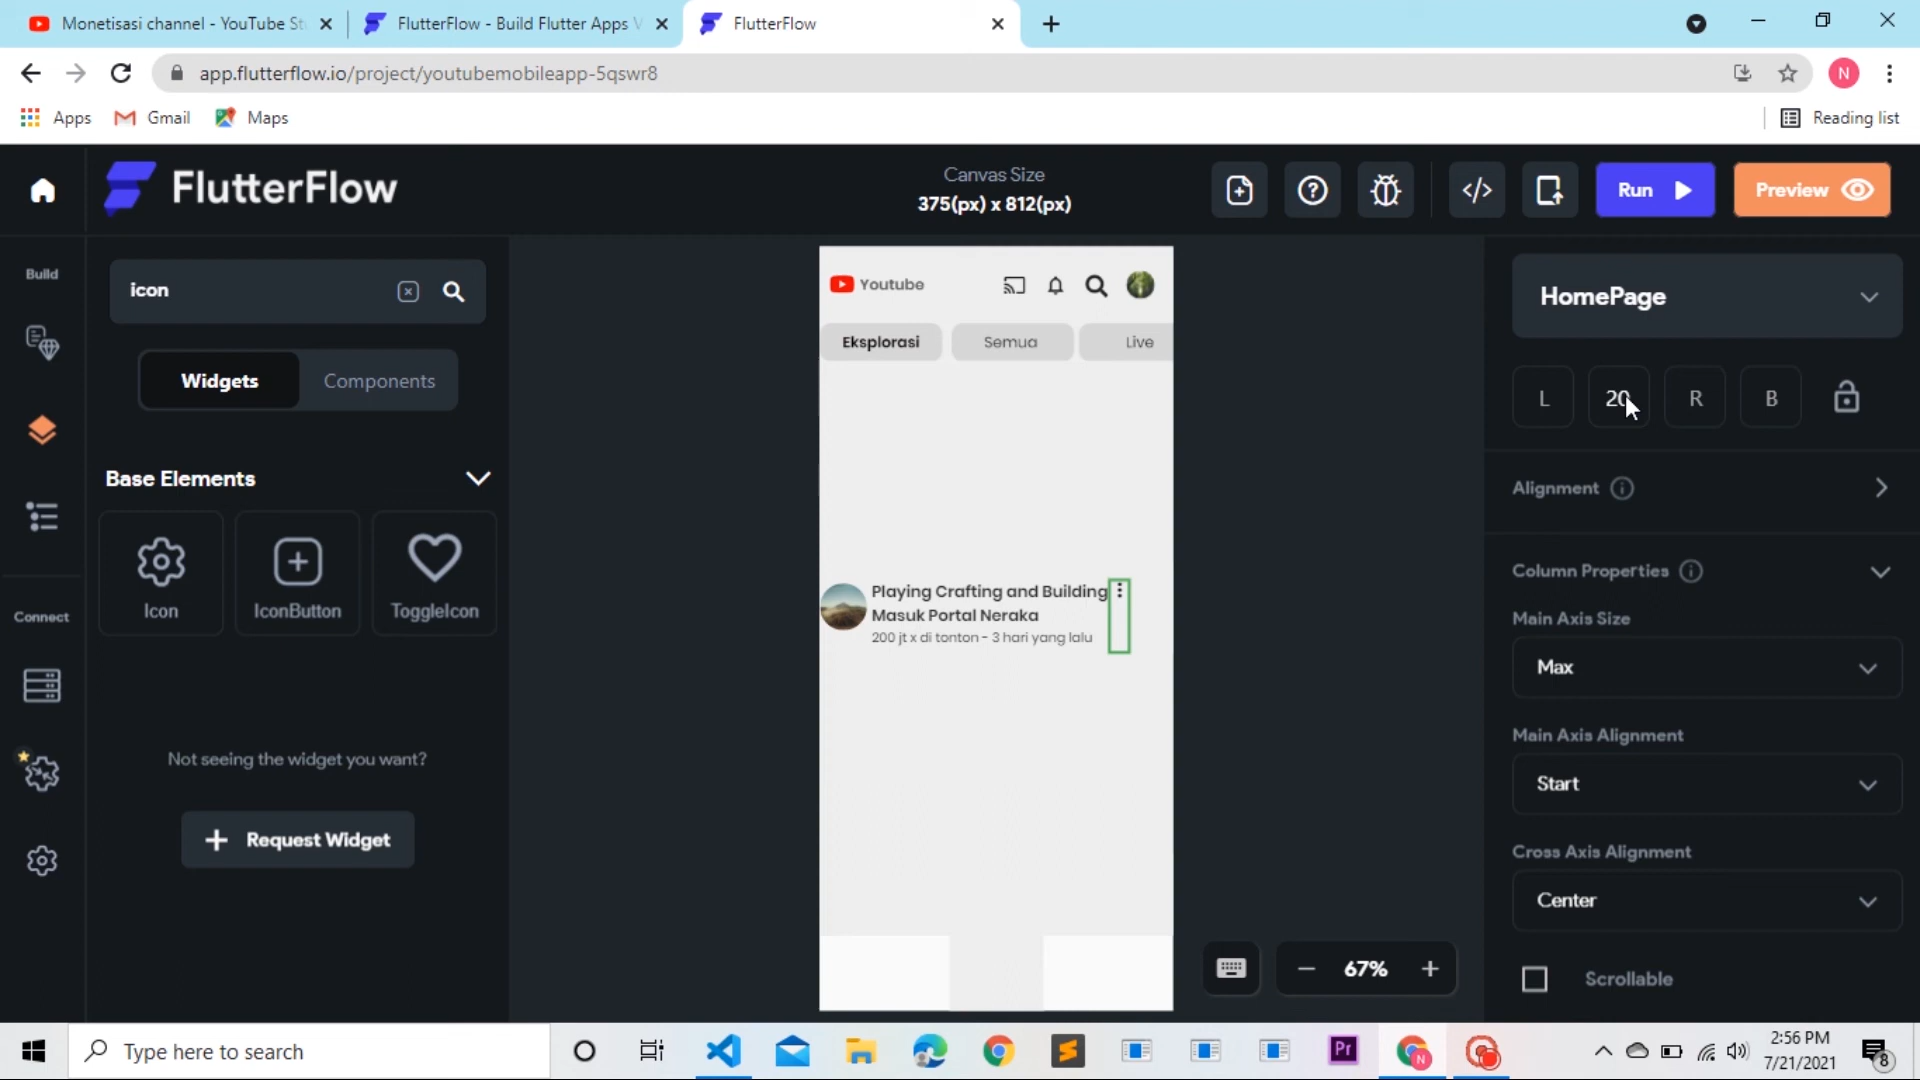 Monetisasi channel - YouTube St
FlutterFlow - Build Flutter Apps V
FlutterFlow
app.flutterflow.io/project/youtubemobileapp-5qswr8
N
Apps
Gmail
Maps
Reading list
FlutterFlow
Canvas Size
375(px) x 812(px)
Run
Preview
Build
icon
Widgets
Components
Base Elements
Icon
IconButton
ToggleIcon
Connect
Not seeing the widget you want?
+ Request Widget
Youtube
Eksplorasi
Semua
Live
Playing Crafting and Building
Masuk Portal Neraka
200 jt x di tonton - 3 hari yang lalu
67%
HomePage
L
20
R
B
Alignment
Column Properties
Main Axis Size
Max
Main Axis Alignment
Start
Cross Axis Alignment
Center
Scrollable
Type here to search
Pr
N
2:56 PM
7/21/2021
8